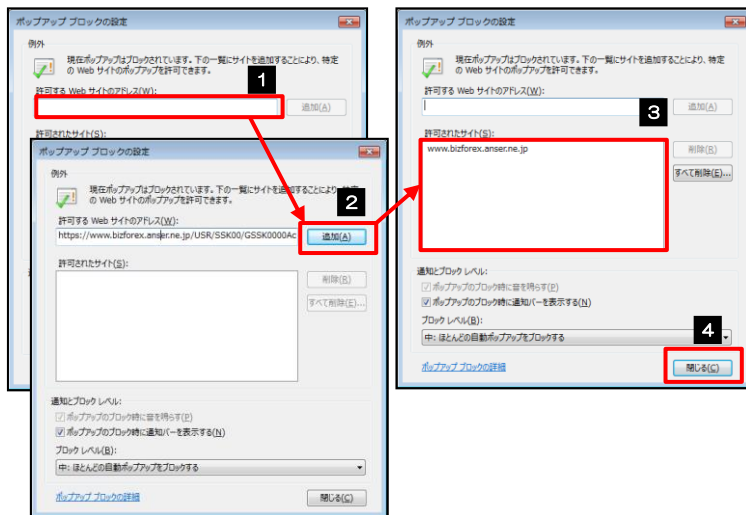 ポップアップ ブロックの設定
例外
現在ポップアップはブロックされています。下の一覧にサイトを追加することにより、特定
の Web サイトのポップアップを許可できます。
1
許可する Web サイトのアドレス(W):
追加(A)
許可されたサイト(S):
ポップアップ ブロックの設定
例外
現在ポップアップはブロックされています。下の一覧にサイトを追加することにより、特定
の Web サイトのポップアップを許可できます。
2
許可する Web サイトのアドレス(W):
https://www.bizforex.anser.ne.jp/USR/SSK00/GSSK0000Ac
追加(A)
許可されたサイト(S):
削除(R)
すべて削除(E)...
通知とブロック レベル:
ポップアップのブロック時に音を鳴らす(P)
ポップアップのブロック時に通知バーを表示する(N)
ブロック レベル(B):
中: ほとんどの自動ポップアップをブロックする
ポップアップ ブロックの詳細
閉じる(C)
ポップアップ ブロックの設定
例外
現在ポップアップはブロックされています。下の一覧にサイトを追加することにより、特定
の Web サイトのポップアップを許可できます。
許可する Web サイトのアドレス(W):
3
追加(A)
許可されたサイト(S):
www.bizforex.anser.ne.jp
削除(R)
すべて削除(E)...
通知とブロック レベル:
ポップアップのブロック時に音を鳴らす(P)
ポップアップのブロック時に通知バーを表示する(N)
ブロック レベル(B):
4
中: ほとんどの自動ポップアップをブロックする
ポップアップ ブロックの詳細
閉じる(C)